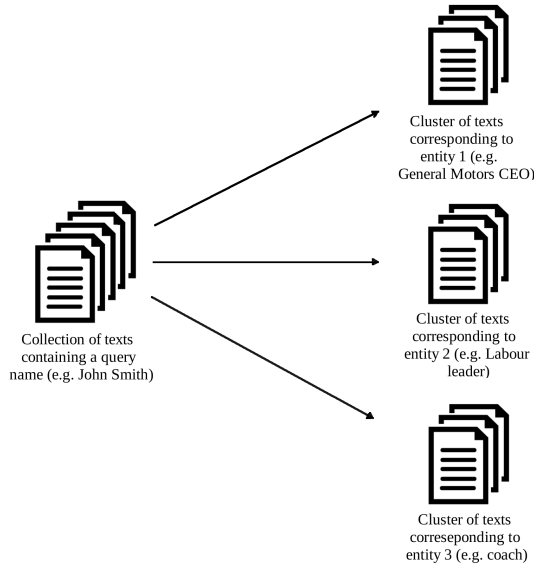 Cluster of texts
corresponding to
entity 1 (e.g.
General Motors CEO)
Collection of texts
containing a query
name (e.g. John Smith)
Cluster of texts
corresponding to
entity 2 (e.g. Labour
leader)
Cluster of texts
correseponding to
entity 3 (e.g. coach)